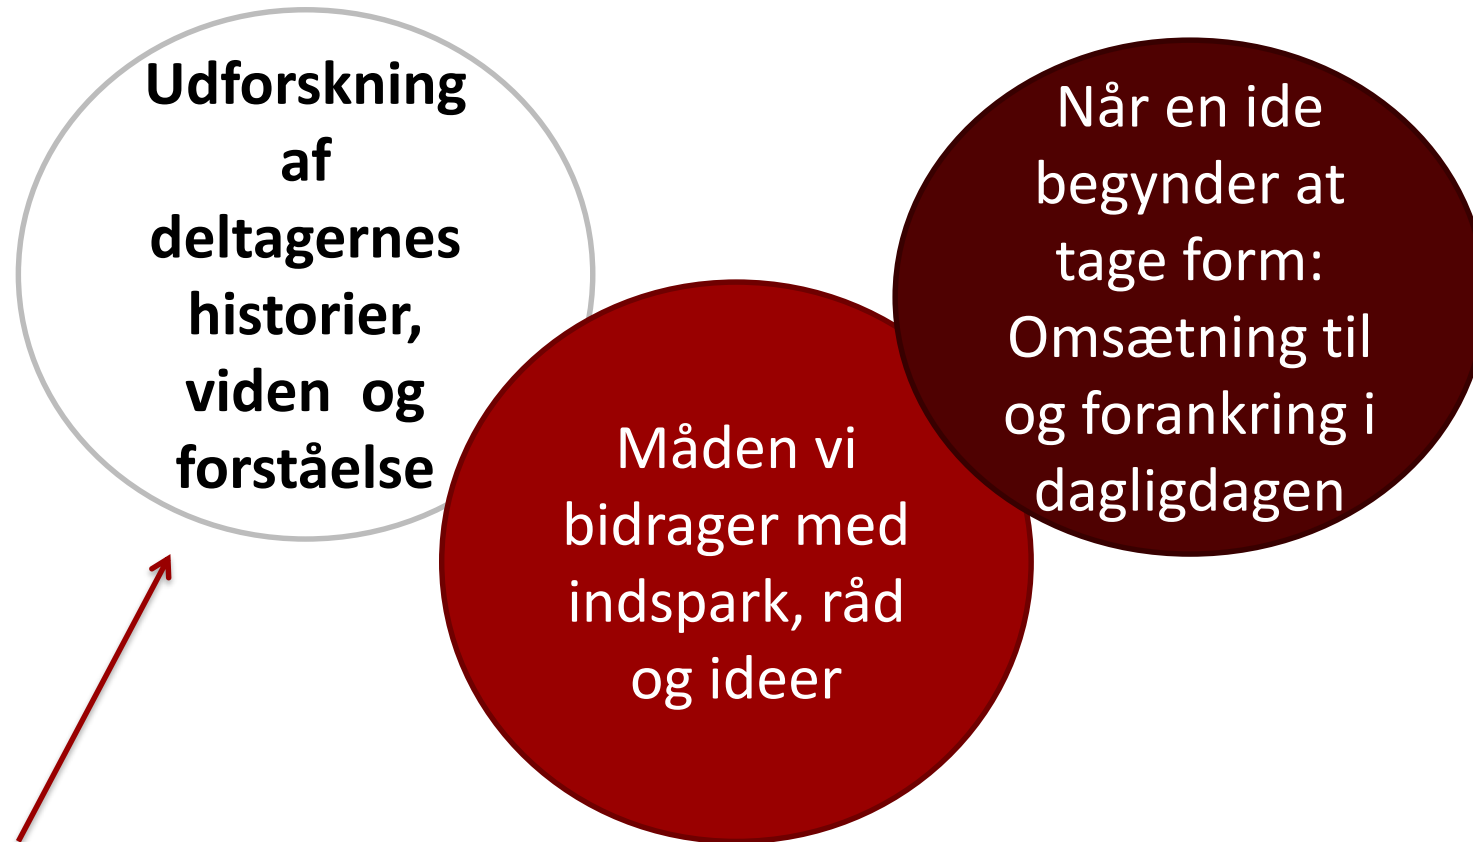 Udforskning
af
deltagernes
historier,
viden og
forståelse
Måden vi
bidrager med
indspark, råd
og ideer
Når en ide
begynder at
tage form:
Omsætning til
og forankring i
dagligdagen